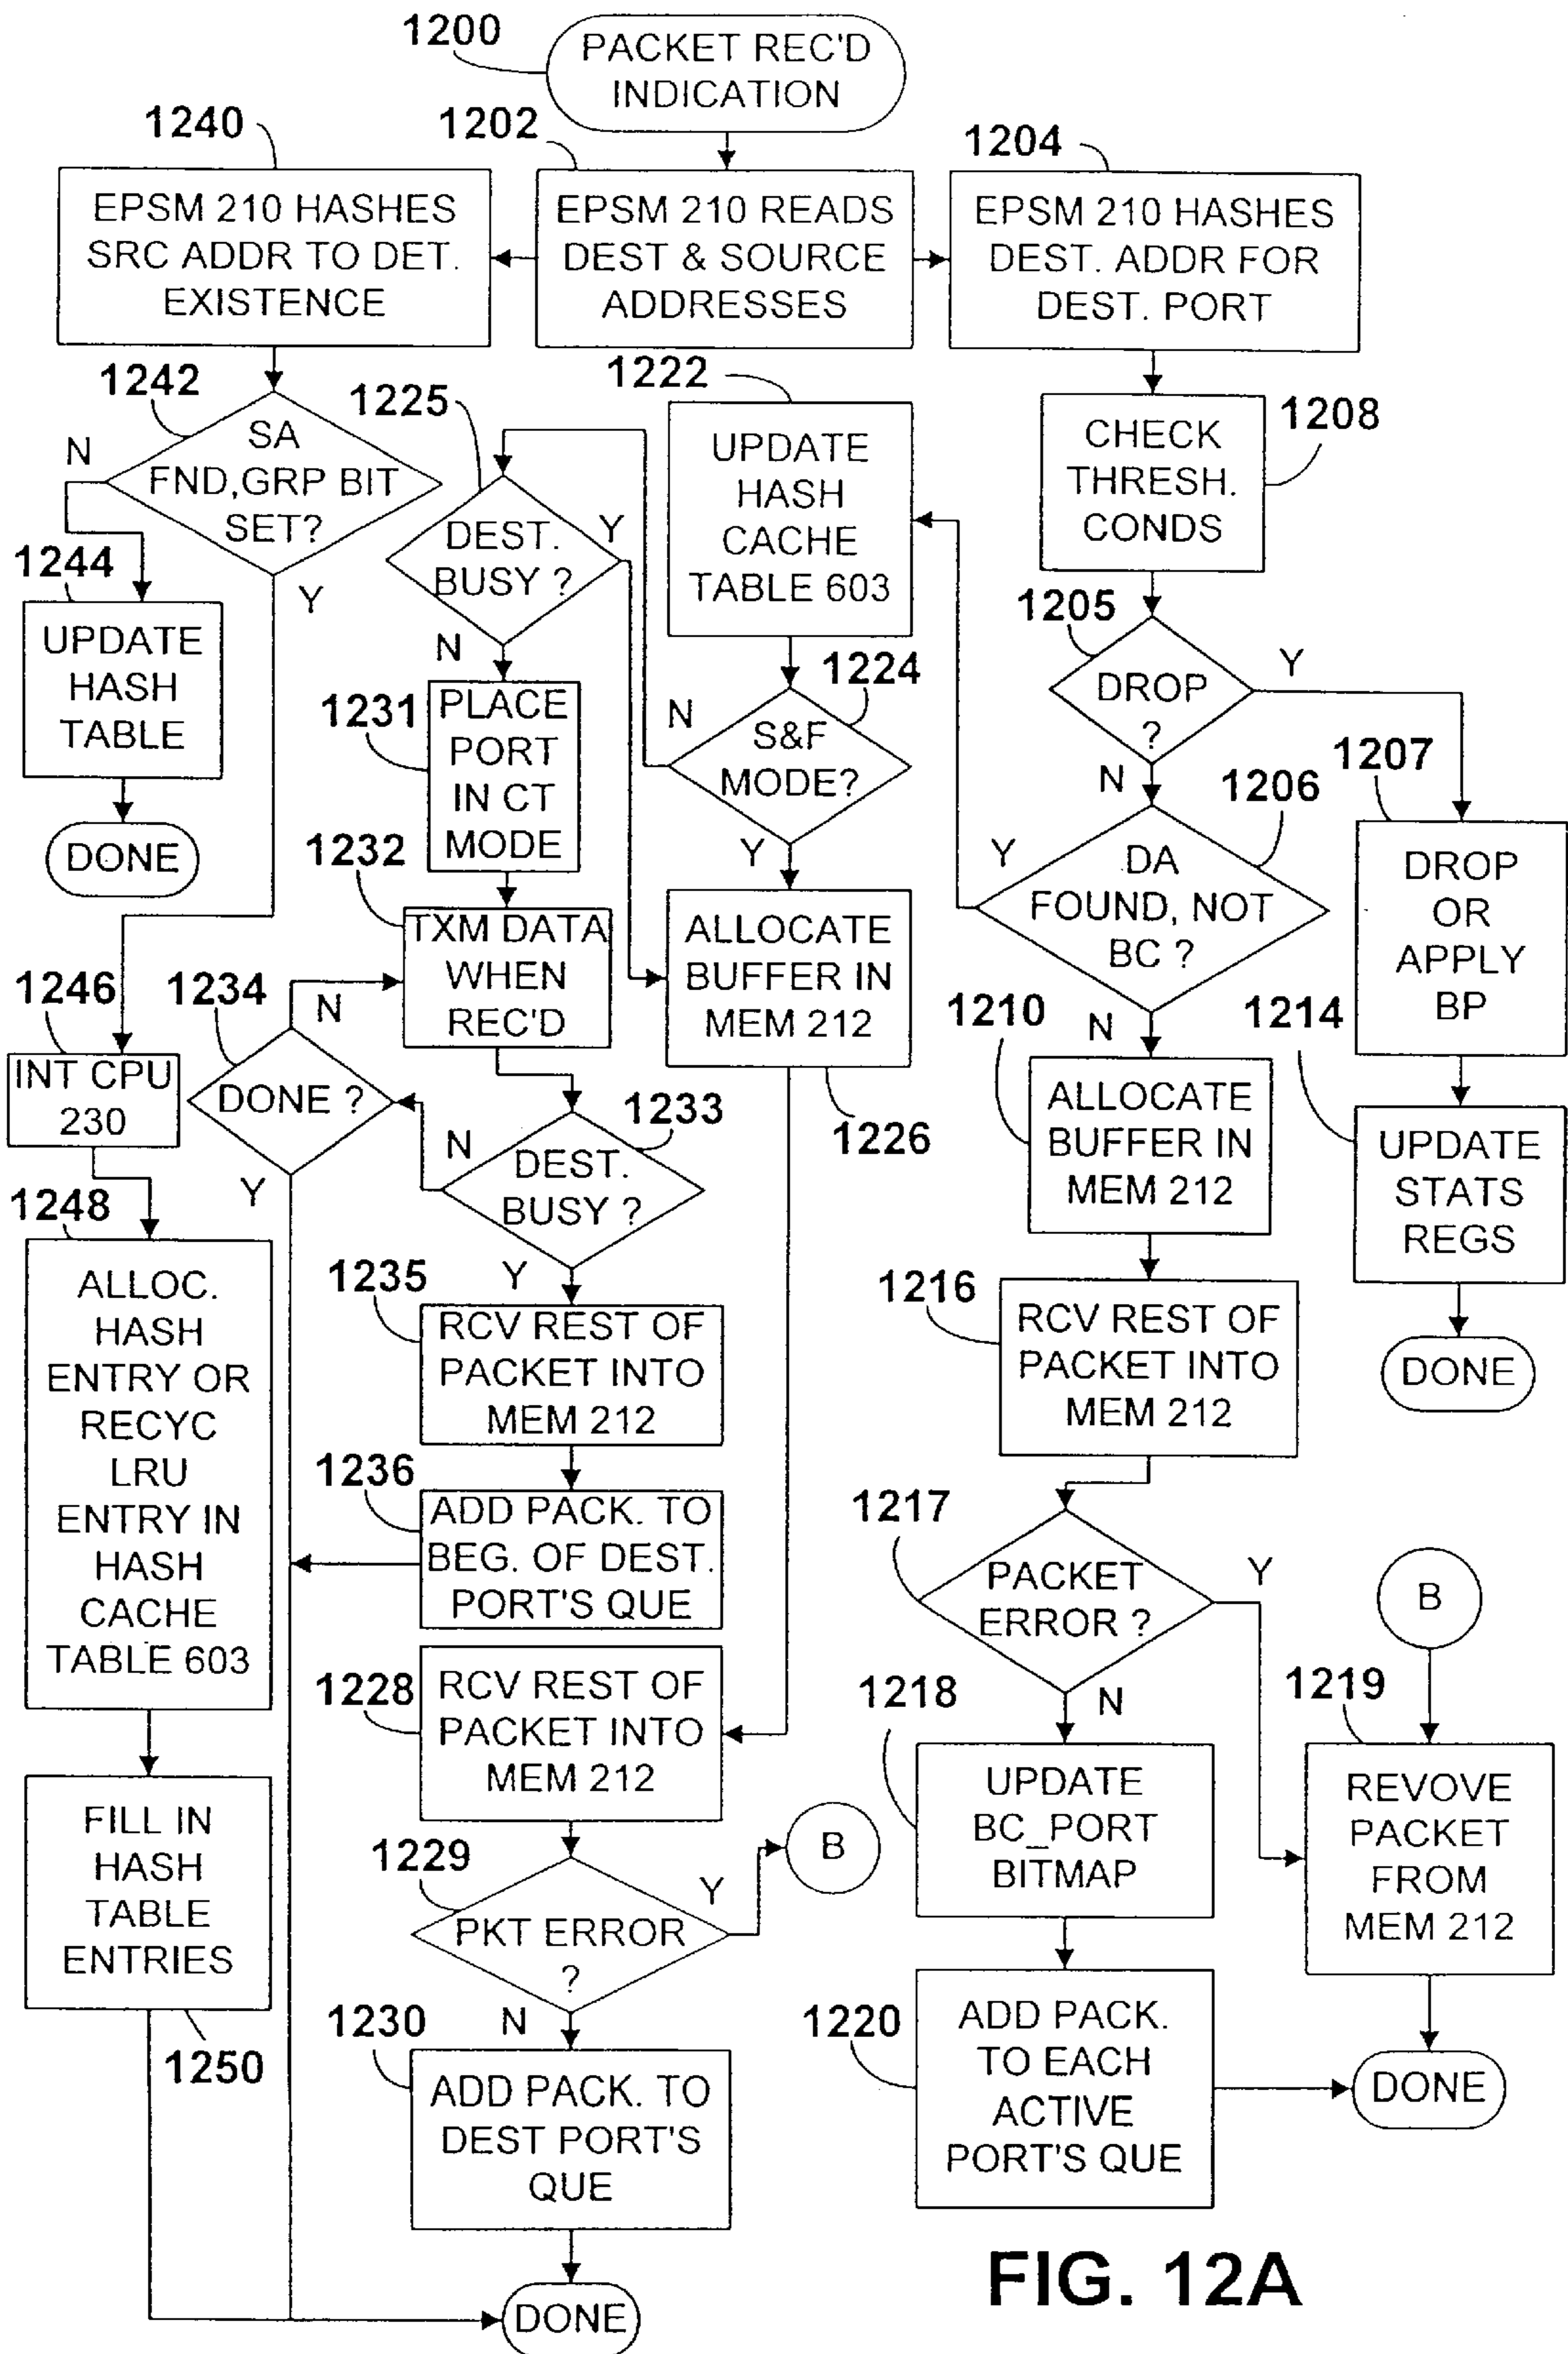 1200
PACKET REC'D
INDICATION
1240
1202
1204
EPSM 210 HASHES
SRC ADDR TO DET.
EXISTENCE
EPSM 210 READS
DEST & SOURCE
ADDRESSES
EPSM 210 HASHES
DEST. ADDR FOR
DEST. PORT
1242
SA
FND,GRP BIT
SET?
N
Y
1244
UPDATE
HASH
TABLE
DONE
1225
DEST.
BUSY ?
Y
N
1222
UPDATE
HASH
CACHE
TABLE 603
1208
CHECK
THRESH.
CONDS
1205
DROP
?
Y
N
1224
S&F
MODE?
N
Y
1231
PLACE
PORT
IN CT
MODE
1206
DA
FOUND, NOT
BC ?
Y
N
1207
DROP
OR
APPLY
BP
1232
TXM DATA
WHEN
REC'D
ALLOCATE
BUFFER IN
MEM 212
1226
1246
INT CPU
230
1234
DONE ?
N
Y
1233
DEST.
BUSY ?
N
Y
1210
ALLOCATE
BUFFER IN
MEM 212
1214
UPDATE
STATS
REGS
DONE
1248
ALLOC.
HASH
ENTRY OR
RECYC
LRU
ENTRY IN
HASH
CACHE
TABLE 603
1235
RCV REST OF
PACKET INTO
MEM 212
1216
RCV REST OF
PACKET INTO
MEM 212
1236
ADD PACK. TO
BEG. OF DEST.
PORT'S QUE
1217
PACKET
ERROR ?
Y
N
B
1228
RCV REST OF
PACKET INTO
MEM 212
1218
UPDATE
BC_PORT
BITMAP
1219
REVOVE
PACKET
FROM
MEM 212
FILL IN
HASH
TABLE
ENTRIES
1250
1229
PKT ERROR
?
Y
N
B
1230
ADD PACK. TO
DEST PORT'S
QUE
1220
ADD PACK.
TO EACH
ACTIVE
PORT'S QUE
DONE
DONE
FIG. 12A